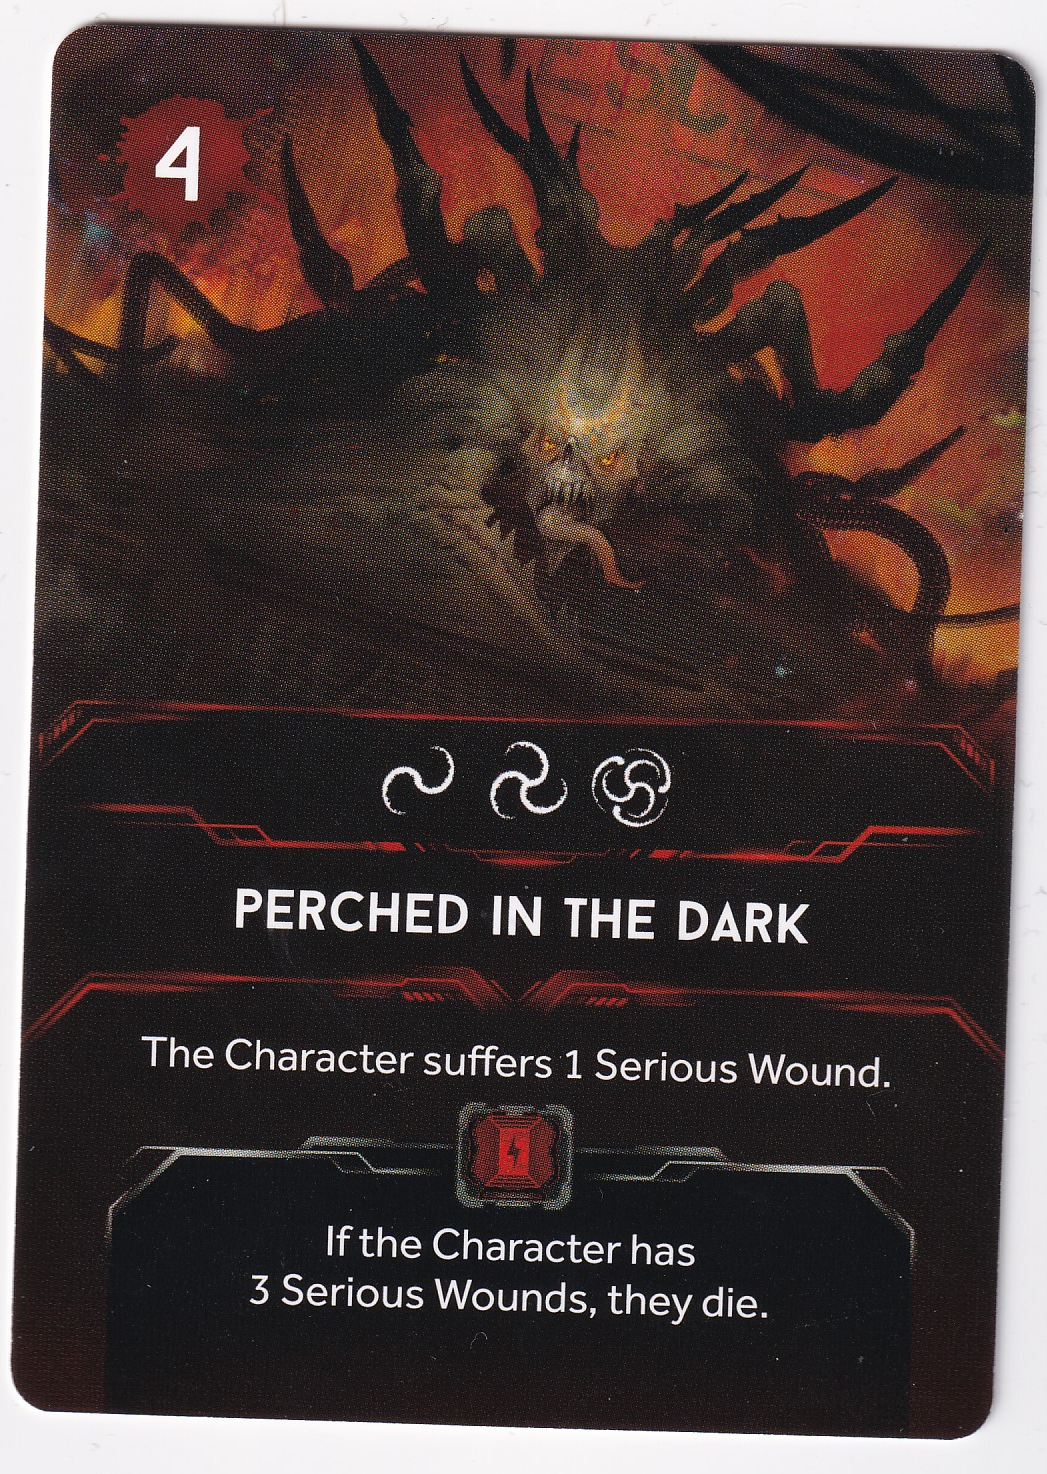 4
PERCHED IN THE DARK
The Character suffers 1 Serious Wound.
If the Character has
3 Serious Wounds, they die.